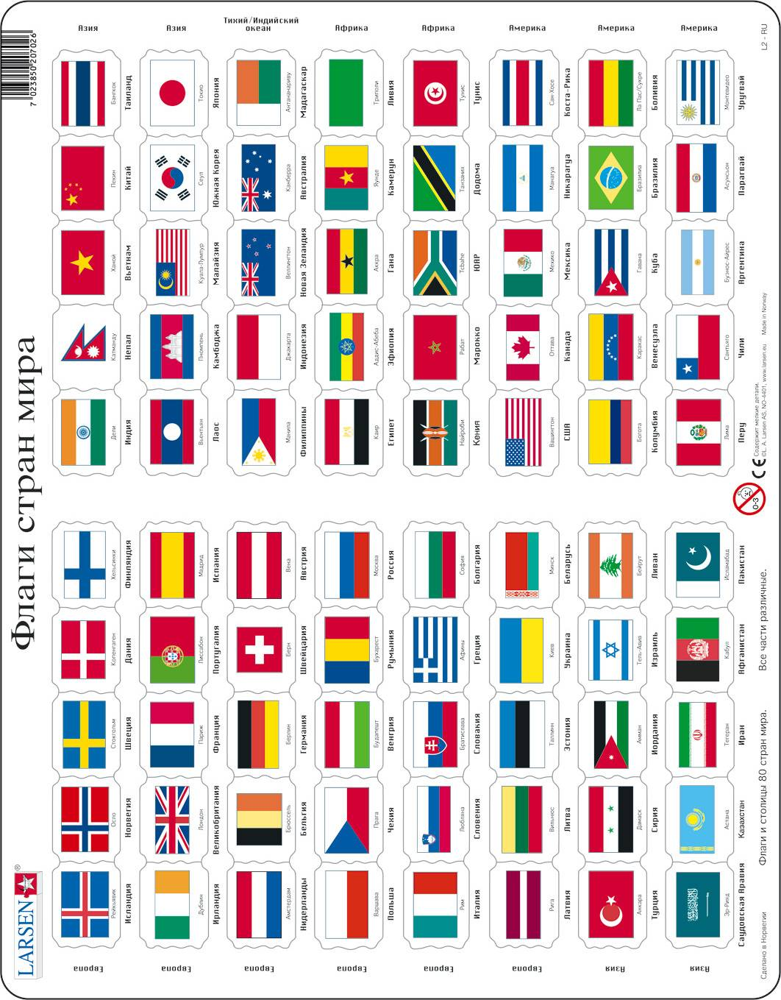 LARSEN®
Флаги стран мира
7 023850 207026
Европа
Рейкьявик
Исландия
Осло
Норвегия
Стокгольм
Швеция
Копенгаген
Дания
Хельсинки
Финляндия
Дели
Индия
Катманду
Непал
Ханой
Вьетнам
Пекин
Китай
Бангкок
Таиланд
Азия
Европа
Дублин
Ирландия
Лондон
Великобритания
Париж
Франция
Лиссабон
Португалия
Мадрид
Испания
Вьентьян
Лаос
Пномпень
Камбоджа
Куала-Лумпур
Малайзия
Сеул
Южная Корея
Токио
Япония
Азия
Европа
Амстердам
Нидерланды
Брюссель
Бельгия
Берлин
Германия
Берн
Швейцария
Вена
Австрия
Манила
Филиппины
Джакарта
Индонезия
Веллингтон
Новая Зеландия
Канберра
Австралия
Антананариву
Мадагаскар
Тихий/Индийский
океан
Европа
Варшава
Польша
Прага
Чехия
Будапешт
Венгрия
Бухарест
Румыния
Москва
Россия
Каир
Египет
Аддис-Абеба
Эфиопия
Аккра
Гана
Яунде
Камерун
Триполи
Ливия
Африка
Европа
Рим
Италия
Любляна
Словения
Братислава
Словакия
Афины
Греция
София
Болгария
Найроби
Кения
Рабат
Марокко
Tcbahe
ЮАР
Танзания
Додома
Тунис
Тунис
Африка
Европа
Рига
Латвия
Вильнюс
Литва
Таллинн
Эстония
Киев
Украина
Минск
Беларусь
Вашингтон
США
Оттава
Канада
Мехико
Мексика
Манагуа
Никарагуа
Сан-Хосе
Коста-Рика
Америка
Азия
Анкара
Турция
Дамаск
Сирия
Амман
Иордания
Тель-Авив
Израиль
Бейрут
Ливан
Богота
Колумбия
Каракас
Венесуэла
Гавана
Куба
Бразилиа
Бразилия
Ла Пас/Сукре
Боливия
Америка
Азия
Эр-Рияд
Саудовская Аравия
Астана
Казахстан
Тегеран
Иран
Кабул
Афганистан
Исламабад
Пакистан
Лима
Перу
Сантьяго
Чили
Буэнос-Айрес
Аргентина
Асунсьон
Парагвай
Монтевидео
Уругвай
Америка
Сделано в Норвегии
Флаги и столицы 80 стран мира.
Все части различные.
0-3
CE
Содержит мелкие детали.
©L. A. Larsen AS, NO-4401, www.larsen.eu Made in Norway
L2 - RU